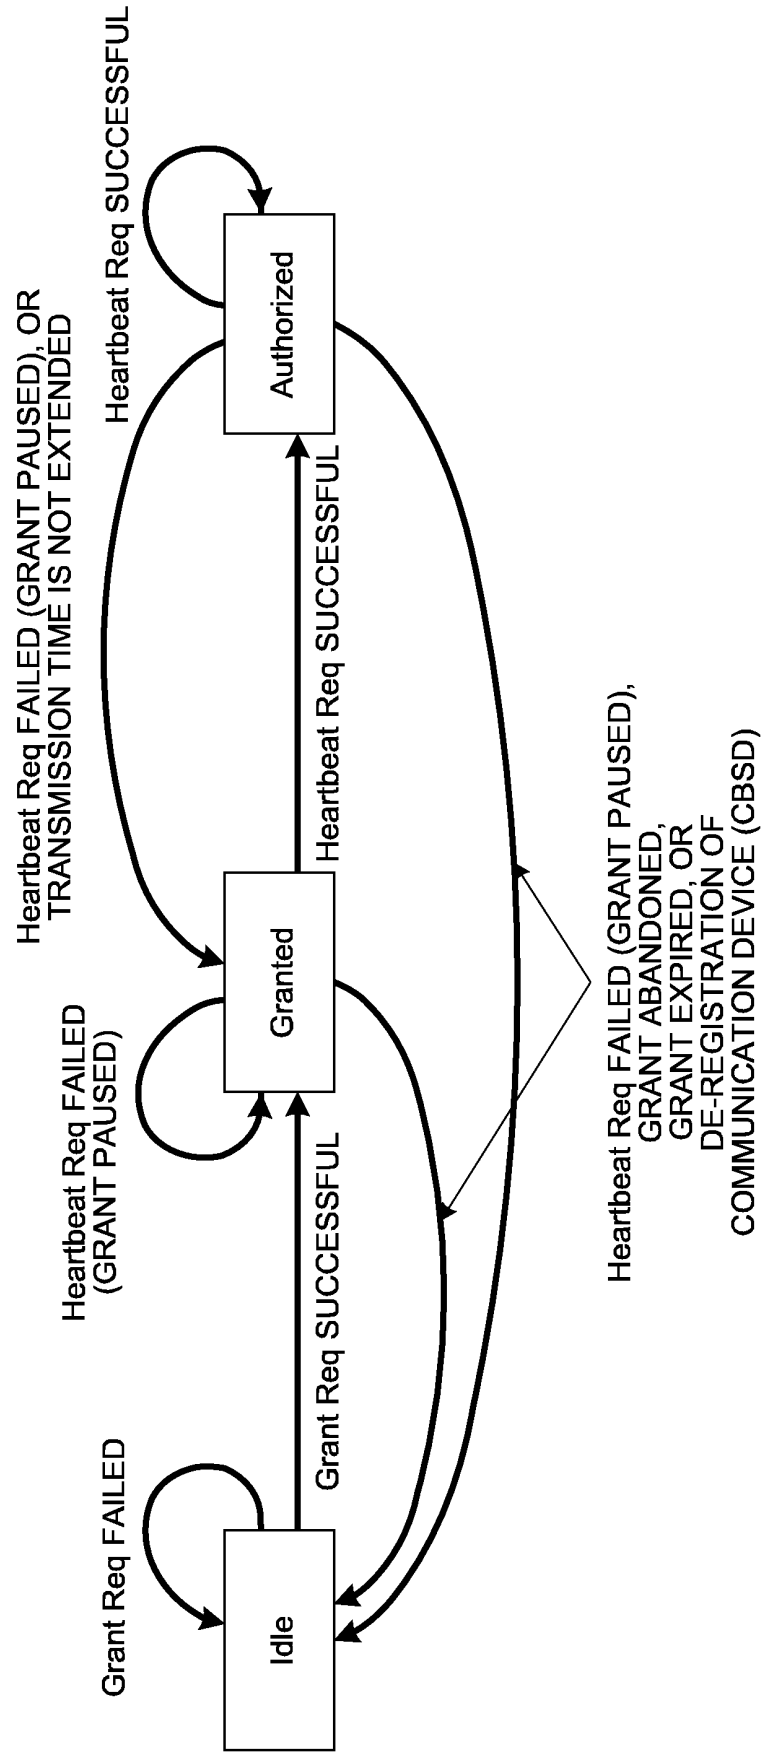 Grant Req FAILED
Heartbeat Req FAILED
(GRANT PAUSED)
Heartbeat Req FAILED (GRANT PAUSED), OR
TRANSMISSION TIME IS NOT EXTENDED
Heartbeat Req SUCCESSFUL
Idle
Granted
Authorized
Grant Req SUCCESSFUL
Heartbeat Req SUCCESSFUL
Heartbeat Req FAILED (GRANT PAUSED),
GRANT ABANDONED,
GRANT EXPIRED, OR
DE-REGISTRATION OF
COMMUNICATION DEVICE (CBSD)